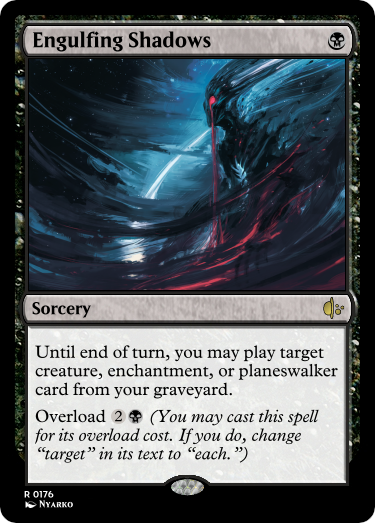 Engulfing Shadows
Sorcery
Until end of turn, you may play target
creature, enchantment, or planeswalker
card from your graveyard.
Overload 2 (You may cast this spell
for its overload cost. If you do, change
“target” in its text to “each.”)
R 0176
Nyarko